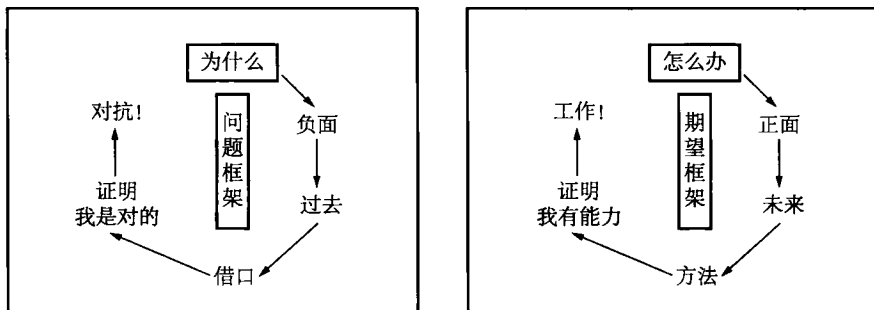 为什么
负面
过去
借口
证明
我是对的
对抗!
问题框架
怎么办
正面
未来
方法
证明
我有能力
工作!
期望框架